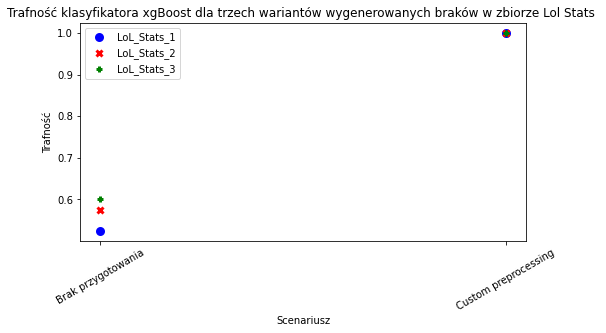 Trafność klasyfikatora xgBoost dla trzech wariantów wygenerowanych braków w zbiorze Lol Stats
LoL_Stats_1
LoL_Stats_2
LoL_Stats_3
Trafność
1.0
0.9
0.8
0.7
0.6
Brak przygotowania
Custom preprocessing
Scenariusz